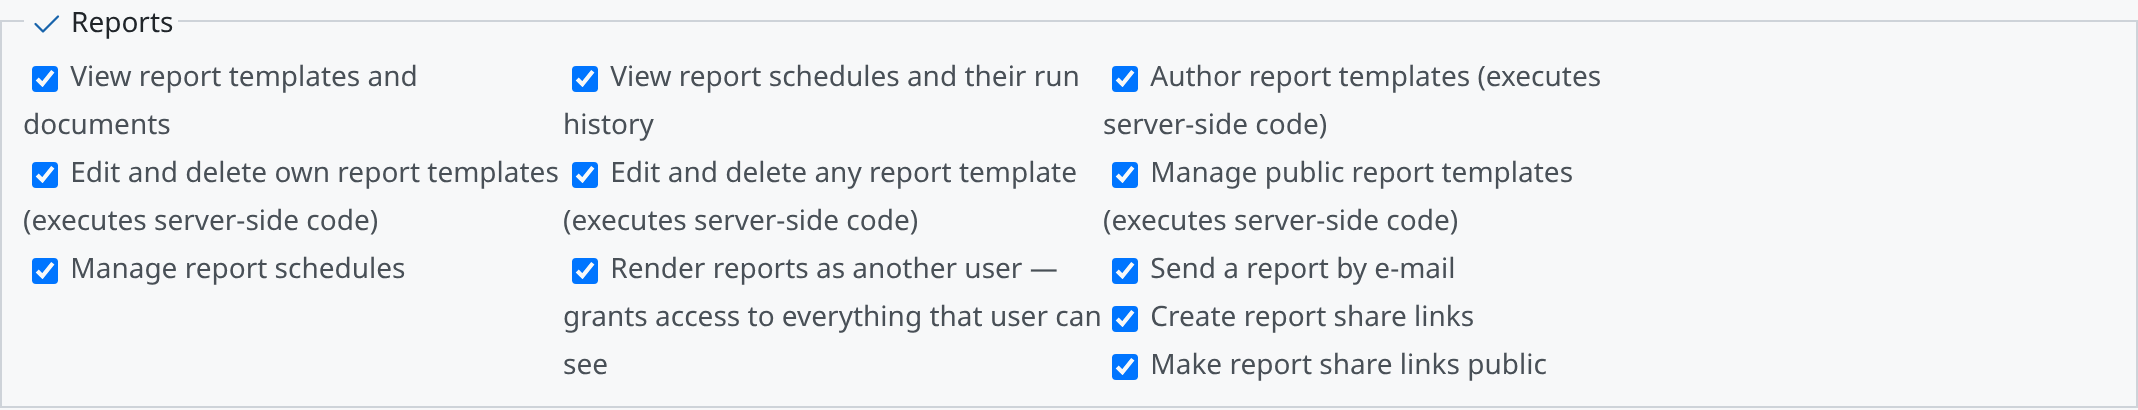 Reports
View report templates and
documents
View report schedules and their run
history
Author report templates (executes
server-side code)
Edit and delete own report templates
(executes server-side code)
Edit and delete any report template
(executes server-side code)
Manage public report templates
(executes server-side code)
Manage report schedules
Render reports as another user —
grants access to everything that user can
see
Send a report by e-mail
Create report share links
Make report share links public